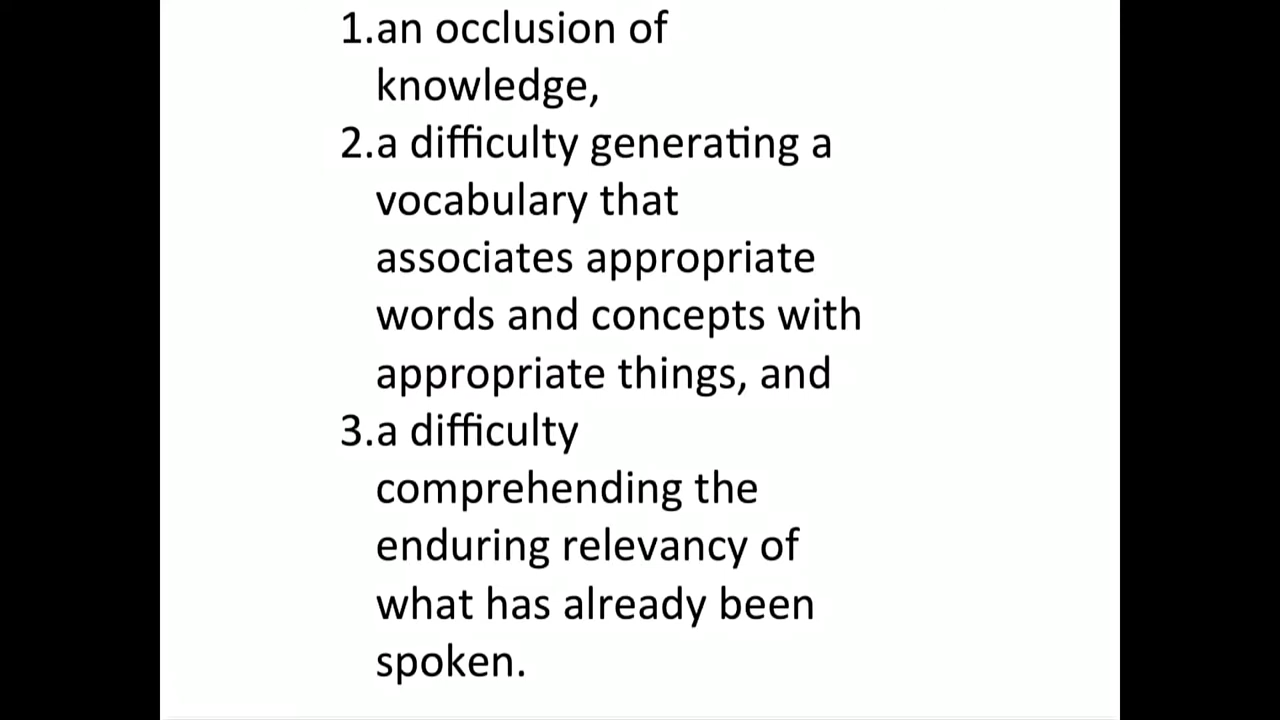 1.an occlusion of
knowledge,
2.a difficulty generating a
vocabulary that
associates appropriate
words and concepts with
appropriate things, and
3.a difficulty
comprehending the
enduring relevancy of
what has already been
spoken.